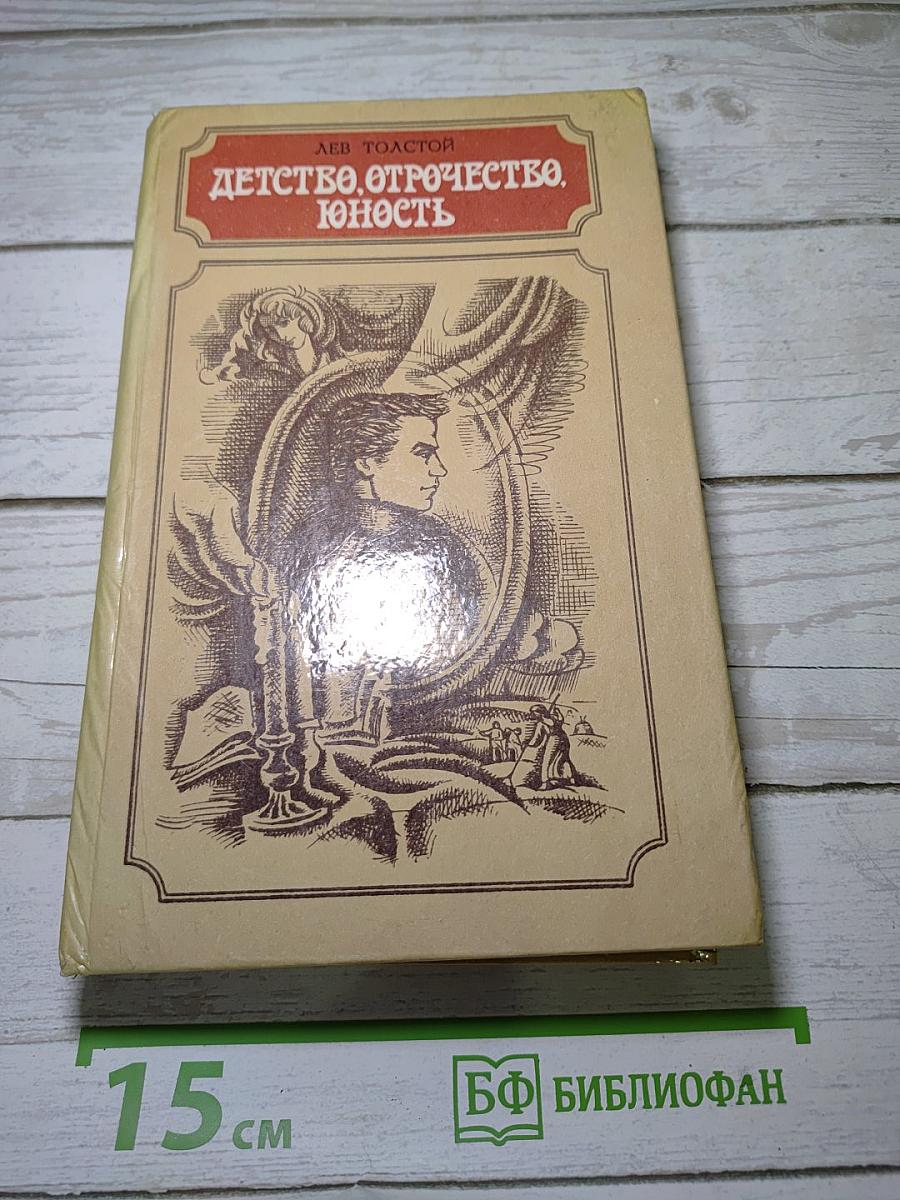 ЛЕВ ТОЛСТОЙ
ДЕТСТВО, ОТРОЧЕСТВО,
ЮНОСТЬ
15 см
БФ БИБЛИОФАН